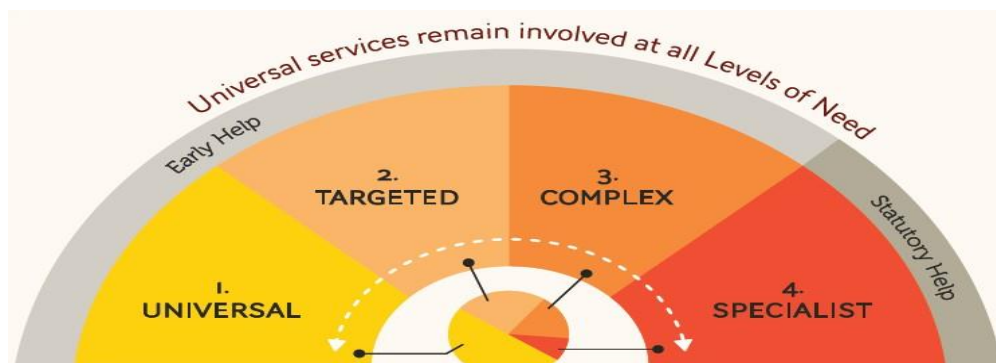 Universal services remain involved at all Levels of Need
Early Help
2.
TARGETED
3.
COMPLEX
Statutory Help
1.
UNIVERSAL
4.
SPECIALIST